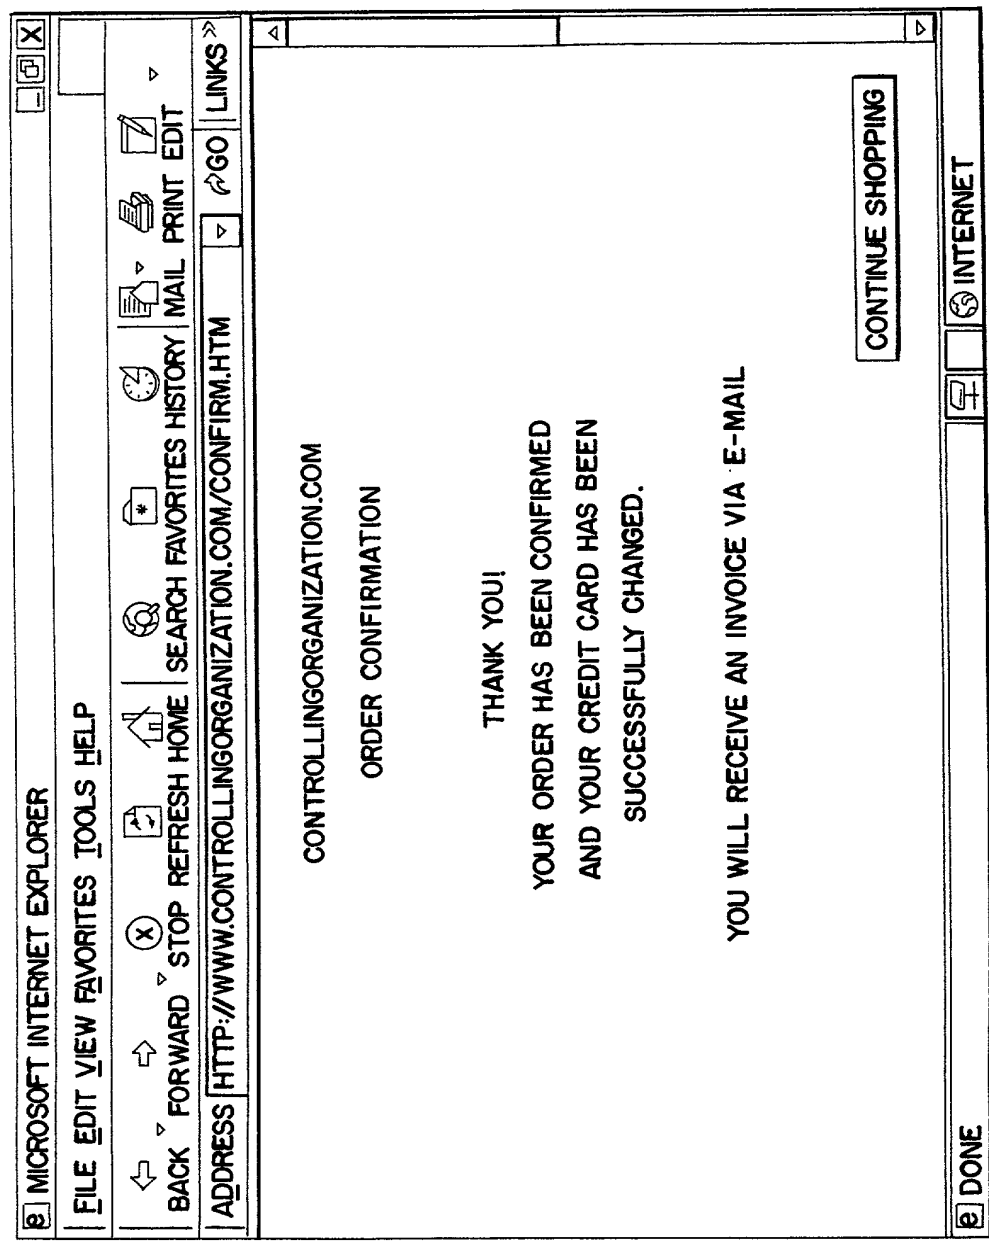 MICROSOFT INTERNET EXPLORER
FILE EDIT VIEW FAVORITES TOOLS HELP
BACK FORWARD STOP REFRESH HOME SEARCH FAVORITES HISTORY MAIL PRINT EDIT
ADDRESS HTTP://WWW.CONTROLLINGORGANIZATION.COM/CONFIRM.HTM GO LINKS »
CONTROLLINGORGANIZATION.COM
ORDER CONFIRMATION
THANK YOU!
YOUR ORDER HAS BEEN CONFIRMED
AND YOUR CREDIT CARD HAS BEEN
SUCCESSFULLY CHANGED.
YOU WILL RECEIVE AN INVOICE VIA E-MAIL
CONTINUE SHOPPING
DONE INTERNET